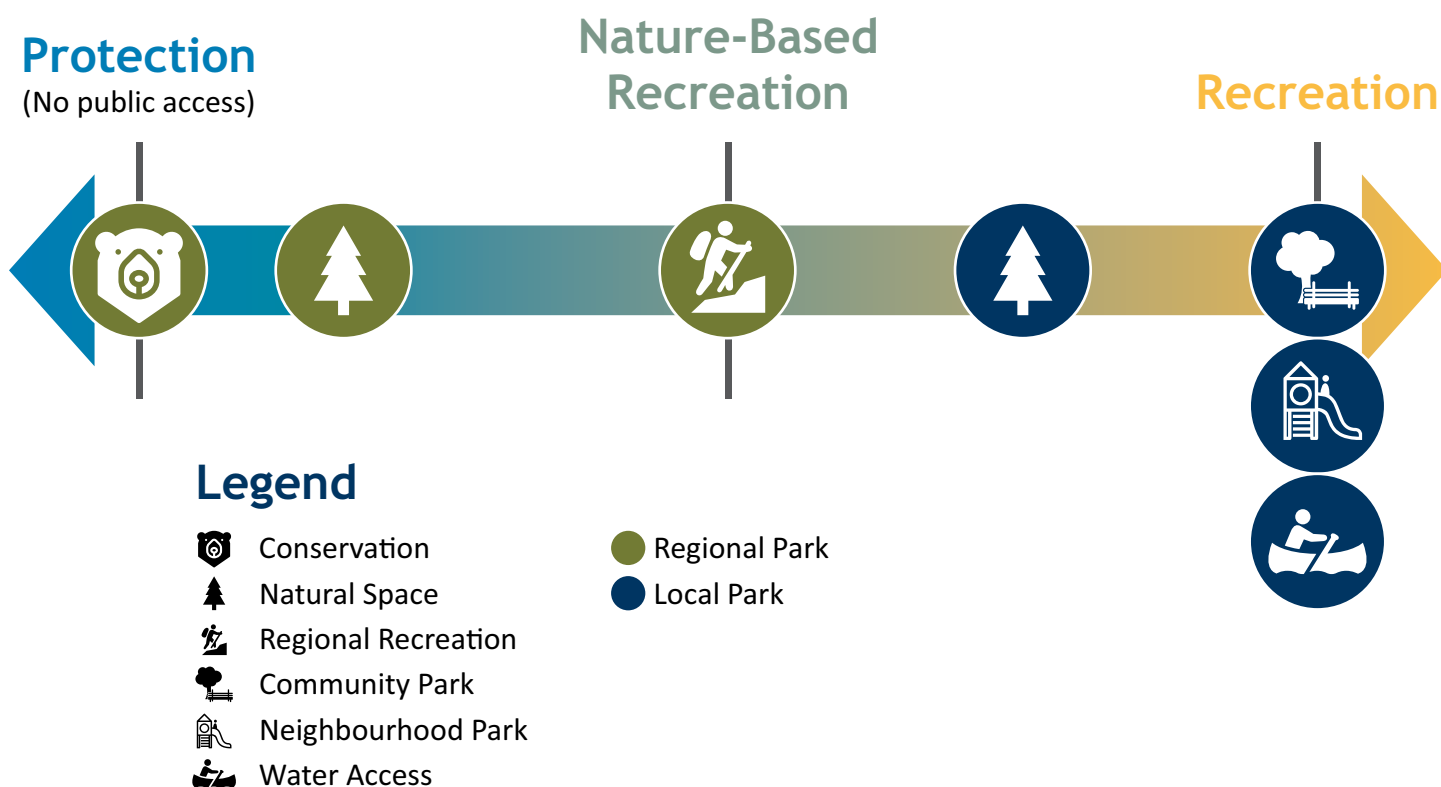 Protection
(No public access)
Nature-Based
Recreation
Recreation
Legend
Conservation
Natural Space
Regional Recreation
Community Park
Neighbourhood Park
Water Access
Regional Park
Local Park